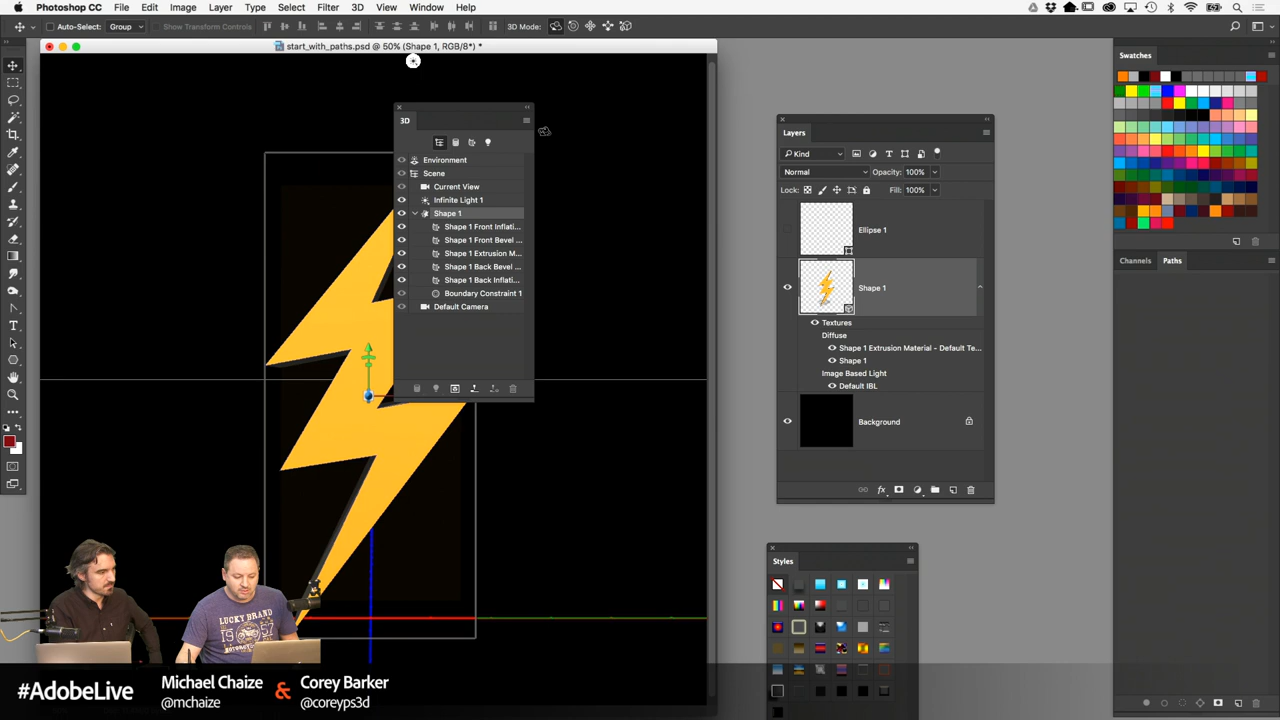 Photoshop CC File Edit Image Layer Type Select Filter 3D View Window Help
Auto-Select: Group Show Transform Controls 3D Mode:
start_with_paths.psd @ 50% (Shape 1, RGB/8*) *
3D
Environment
Scene
Current View
Infinite Light 1
Shape 1
Shape 1 Front Inflati...
Shape 1 Front Bevel ...
Shape 1 Extrusion M...
Shape 1 Back Bevel ...
Shape 1 Back Inflati...
Boundary Constraint 1
Default Camera
Layers
Kind
Normal Opacity: 100%
Lock: Fill: 100%
Ellipse 1
Shape 1
Textures
Diffuse
Shape 1 Extrusion Material - Default Te...
Shape 1
Image Based Light
Default IBL
Background
Styles
Swatches
Channels Paths
LUCKY BRAND
#AdobeLive
Michael Chaize
@mchaize
&
Corey Barker
@coreyps3d